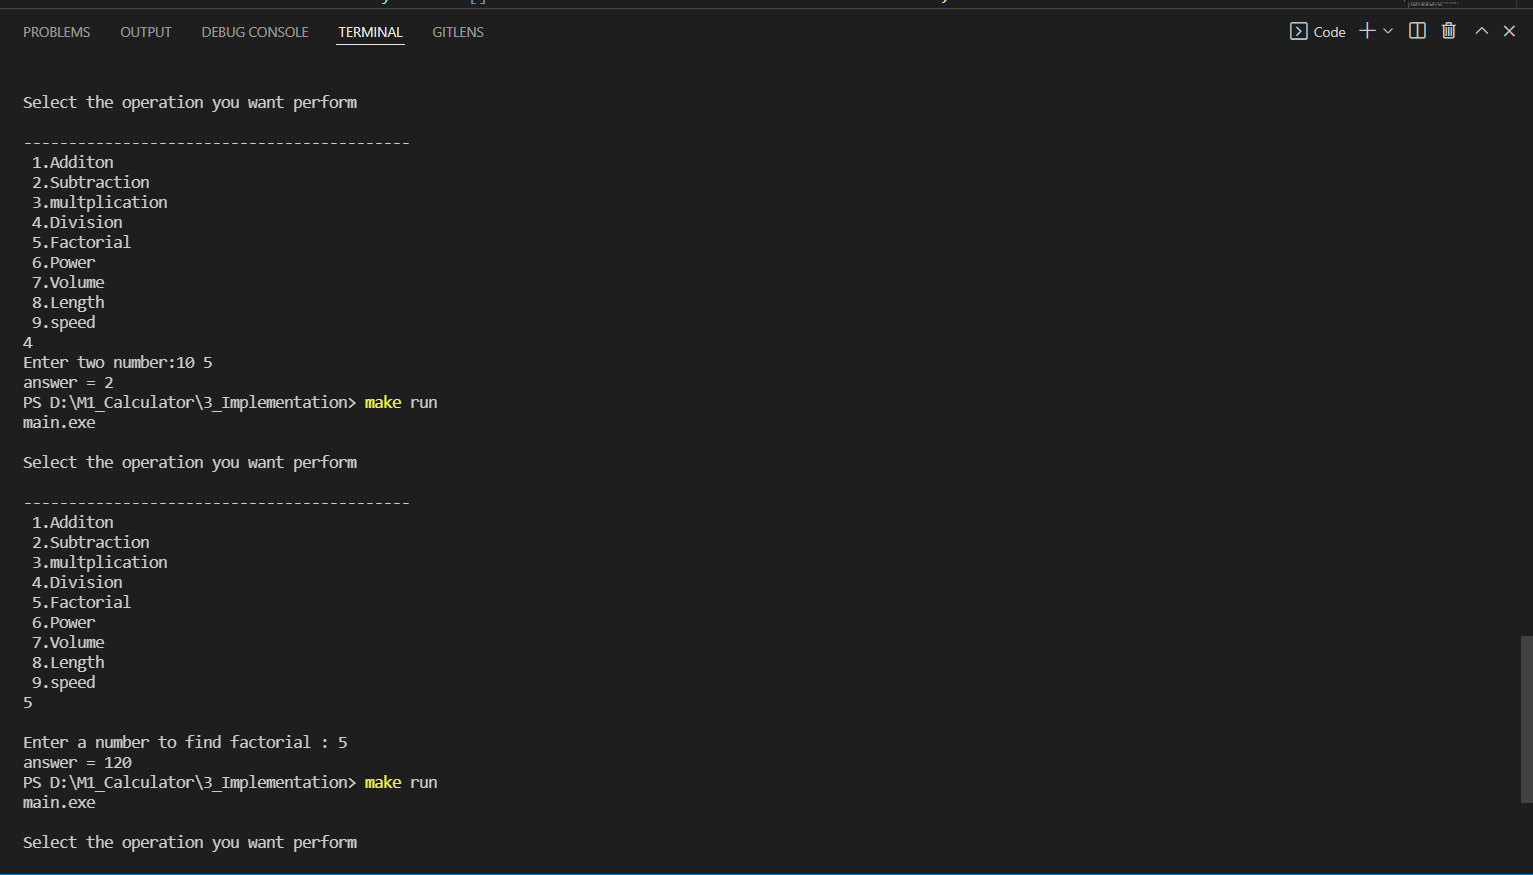 PROBLEMS OUTPUT DEBUG CONSOLE TERMINAL GITLENS Code
Select the operation you want perform
-------------------------------------------
1.Additon
2.Subtraction
3.multplication
4.Division
5.Factorial
6.Power
7.Volume
8.Length
9.speed
4
Enter two number:10 5
answer = 2
PS D:\M1_Calculator\3_Implementation> make run
main.exe
Select the operation you want perform
-------------------------------------------
1.Additon
2.Subtraction
3.multplication
4.Division
5.Factorial
6.Power
7.Volume
8.Length
9.speed
5
Enter a number to find factorial : 5
answer = 120
PS D:\M1_Calculator\3_Implementation> make run
main.exe
Select the operation you want perform